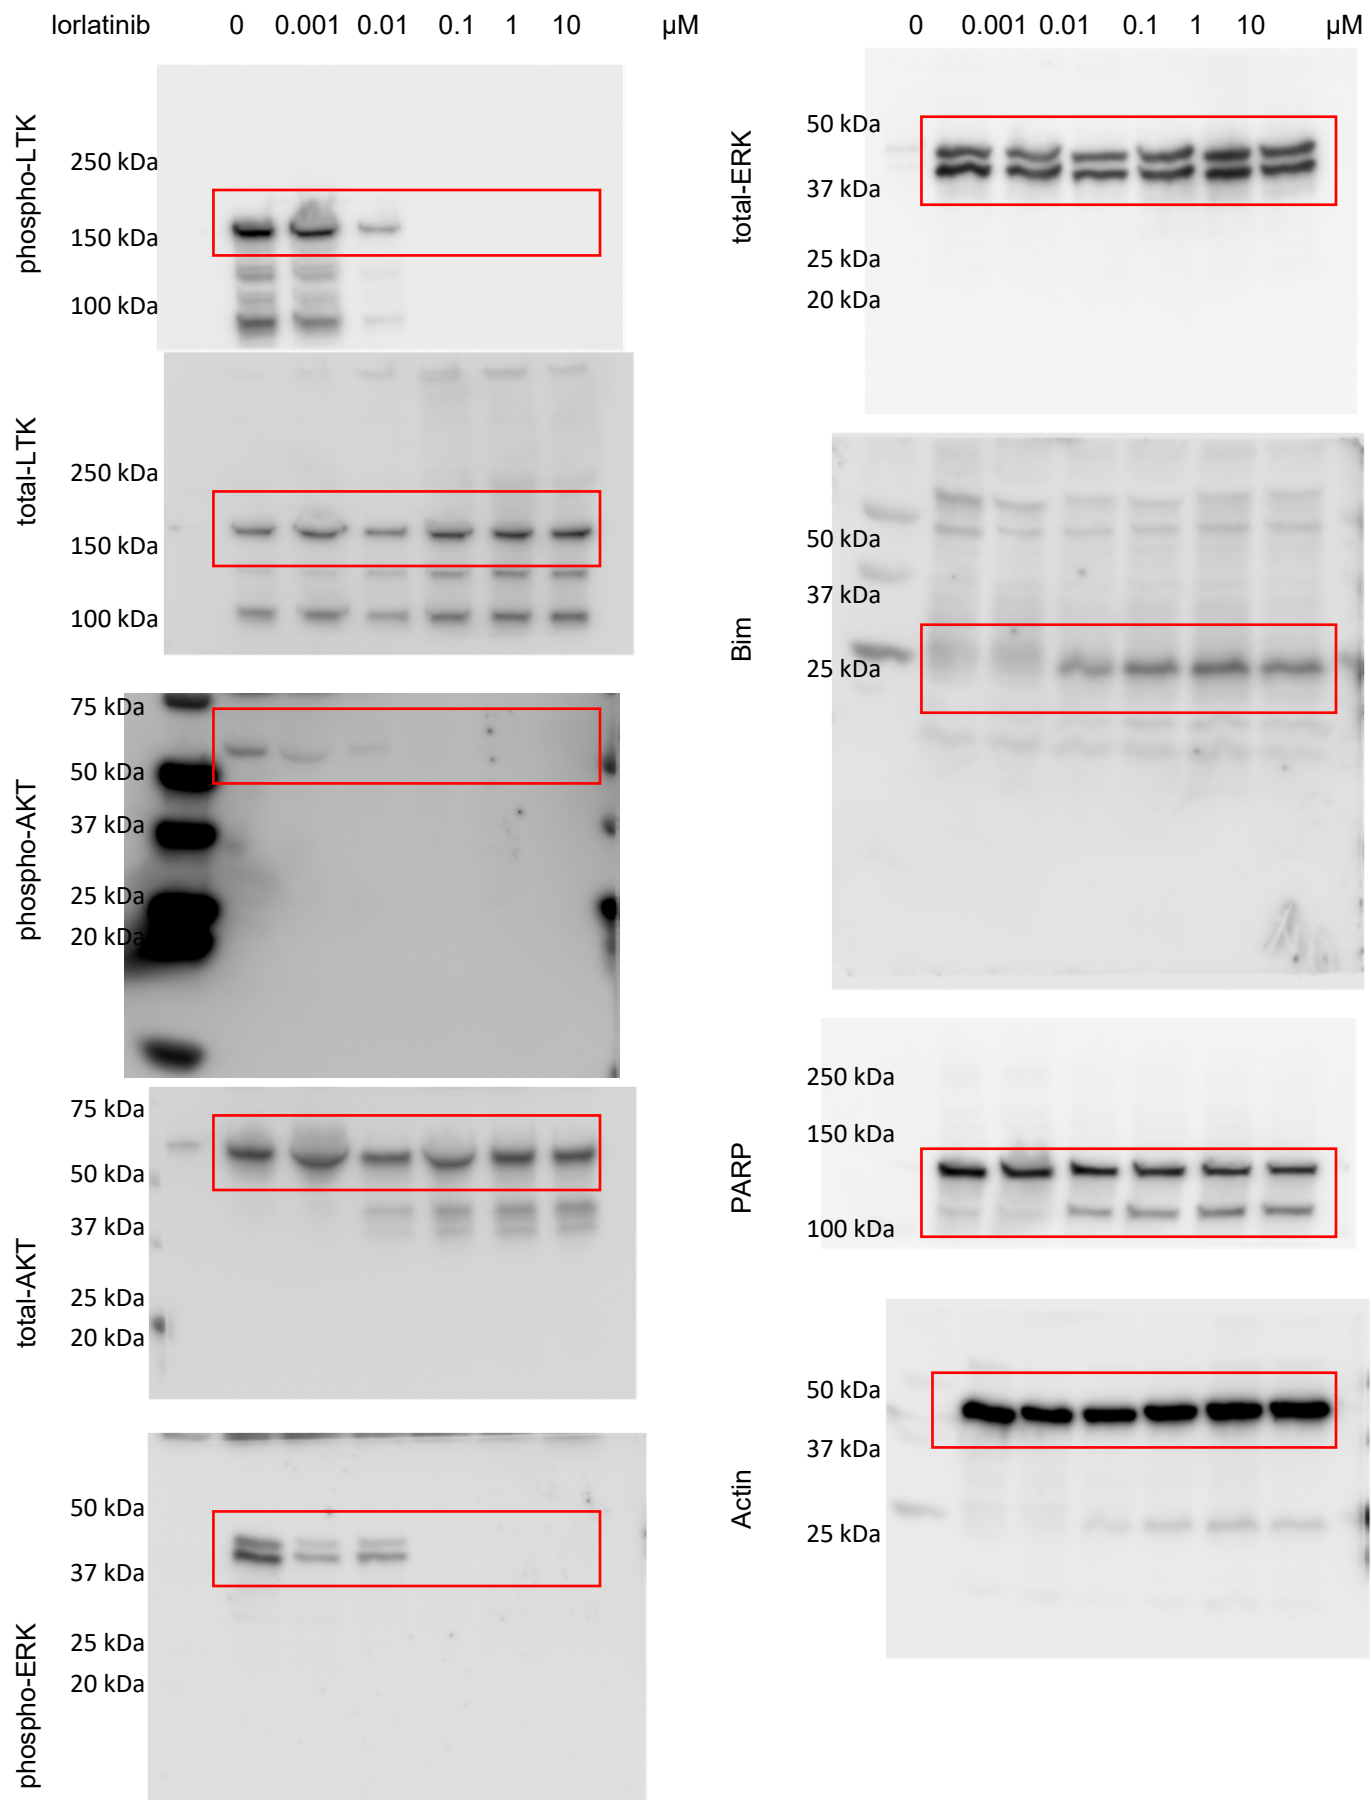 lorlatinib 0 0.001 0.01 0.1 1 10 µM
phospho-LTK
250 kDa
150 kDa
100 kDa
total-LTK
250 kDa
150 kDa
100 kDa
phospho-AKT
75 kDa
50 kDa
37 kDa
25 kDa
20 kDa
total-AKT
75 kDa
50 kDa
37 kDa
25 kDa
20 kDa
phospho-ERK
50 kDa
37 kDa
25 kDa
20 kDa
0 0.001 0.01 0.1 1 10 µM
total-ERK
50 kDa
37 kDa
25 kDa
20 kDa
Bim
50 kDa
37 kDa
25 kDa
PARP
250 kDa
150 kDa
100 kDa
Actin
50 kDa
37 kDa
25 kDa